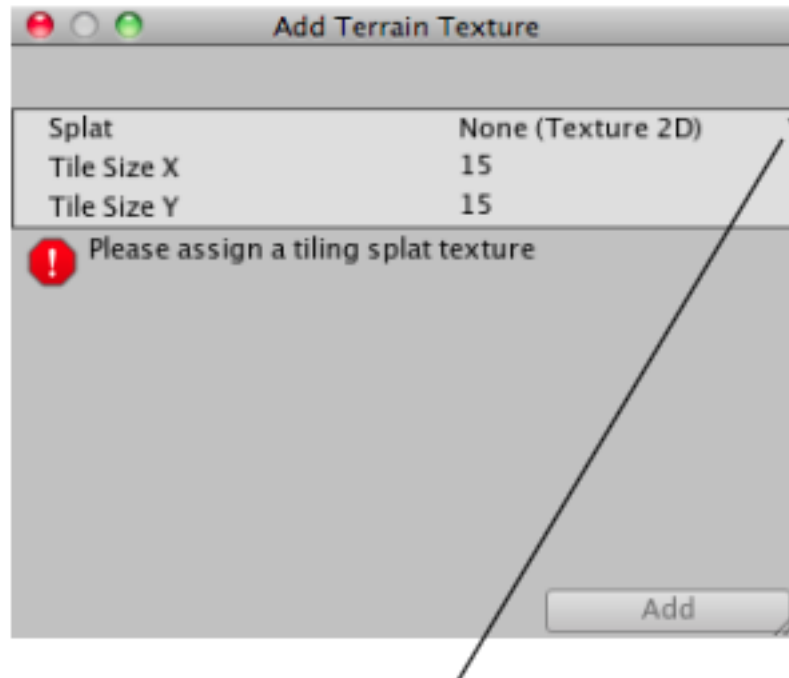 Add Terrain Texture
Splat None (Texture 2D)
Tile Size X 15
Tile Size Y 15
Please assign a tiling splat texture
Add